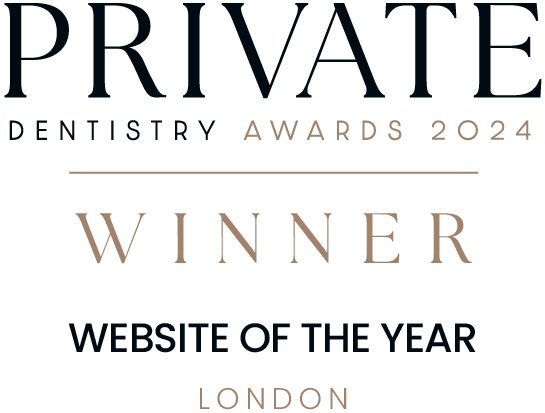 PRIVATE
DENTISTRY AWARDS 2024
WINNER
WEBSITE OF THE YEAR
LONDON